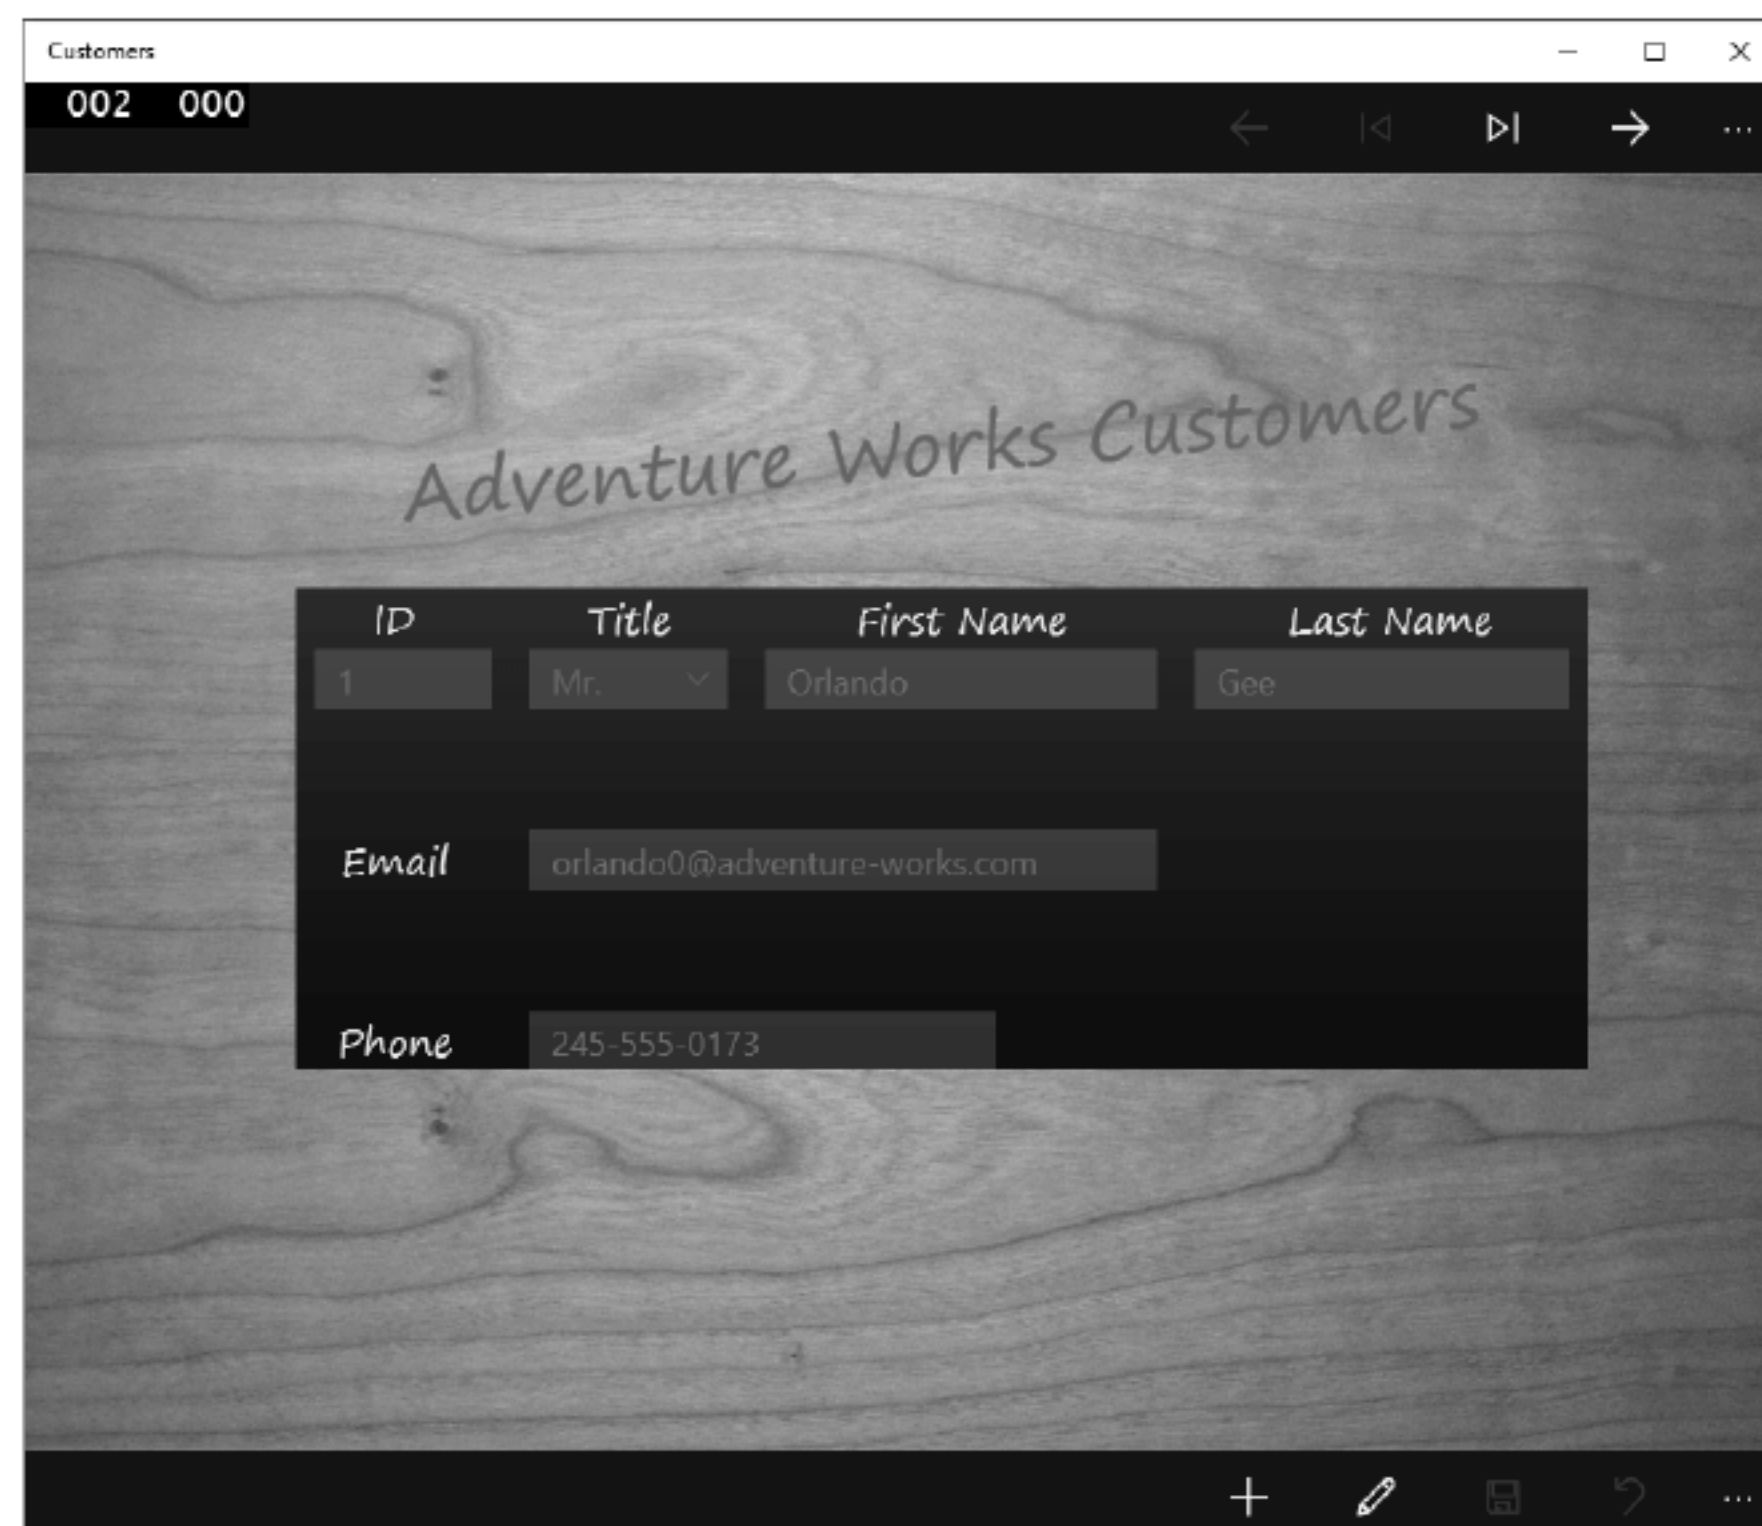 Customers
002 000
Adventure Works Customers
ID Title First Name Last Name
1 Mr. Orlando Gee
Email orlando0@adventure-works.com
Phone 245-555-0173